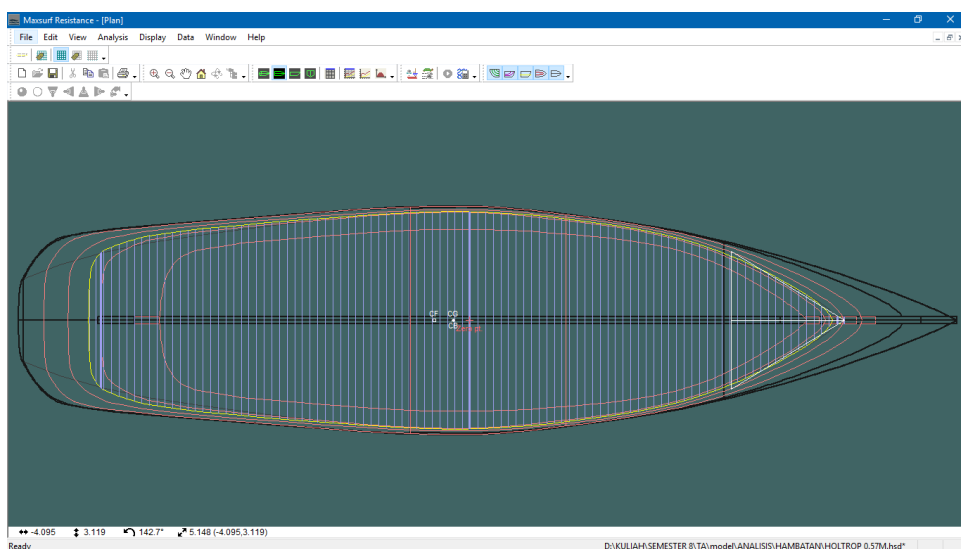 Maxsurf Resistance - [Plan]
File Edit View Analysis Display Data Window Help
CF CG
CB Zero pt.
-4.095 3.119 142.7° 5.148 (-4.095,3.119)
Ready D:\KULIAH\SEMESTER 8\TA\model\ANALISIS\HAMBATAN\HOLTROP 0,57M.hsd*